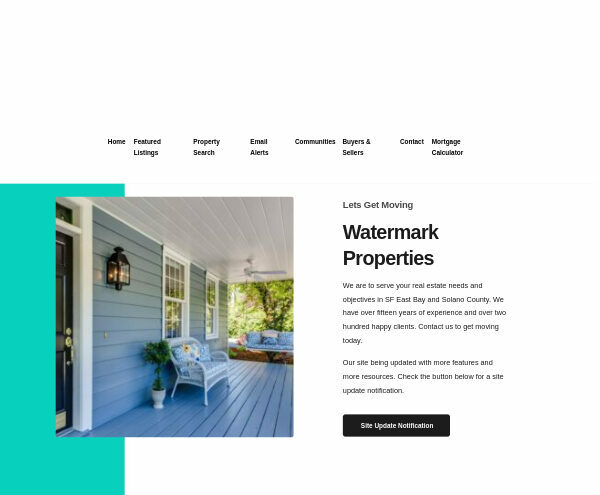 Home Featured Listings Property Search Email Alerts Communities Buyers & Sellers Contact Mortgage Calculator
Lets Get Moving
Watermark
Properties
We are to serve your real estate needs and
objectives in SF East Bay and Solano County. We
have over fifteen years of experience and over two
hundred happy clients. Contact us to get moving
today.
Our site being updated with more features and
more resources. Check the button below for a site
update notification.
Site Update Notification